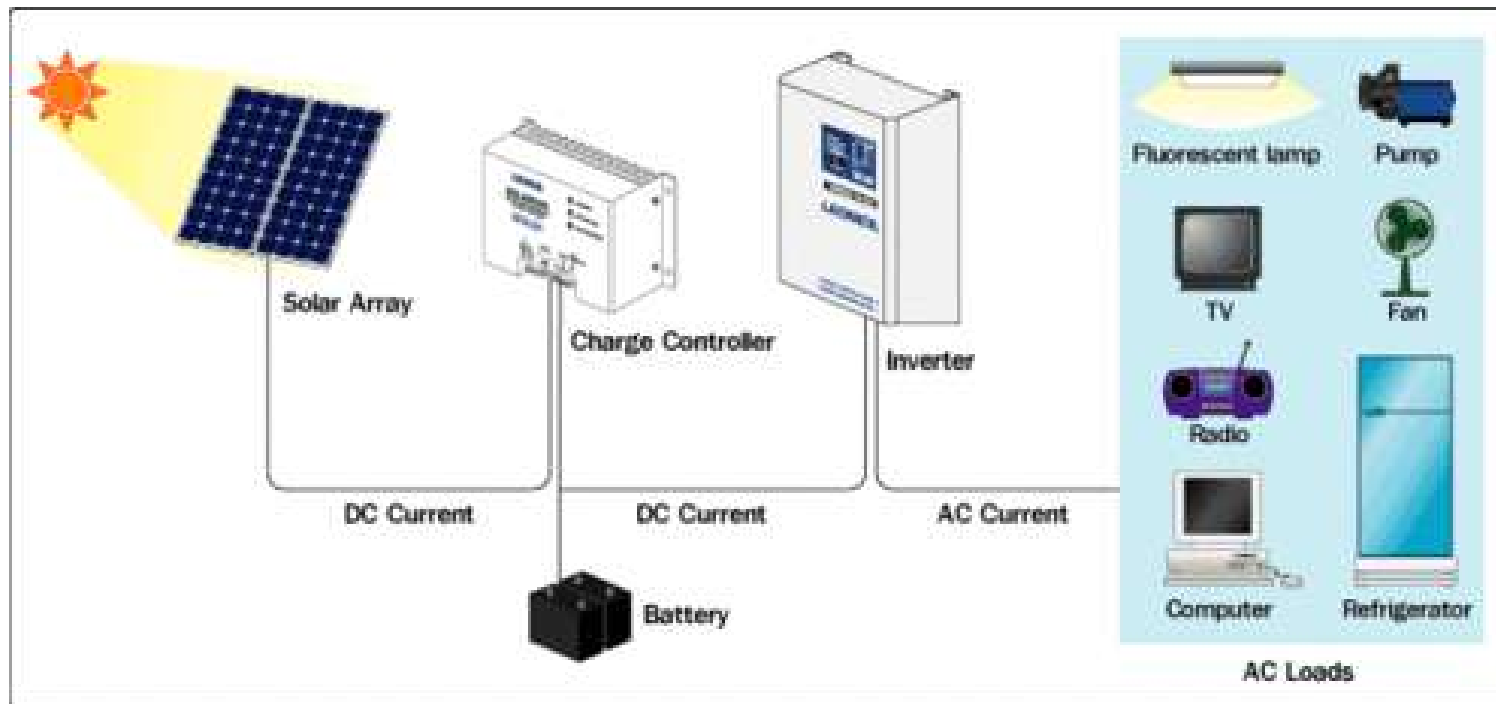 Fluorescent lamp
Pump
Solar Array
TV
Fan
Charge Controller
Inverter
Radio
DC Current
DC Current
AC Current
Battery
Computer
Refrigerator
AC Loads